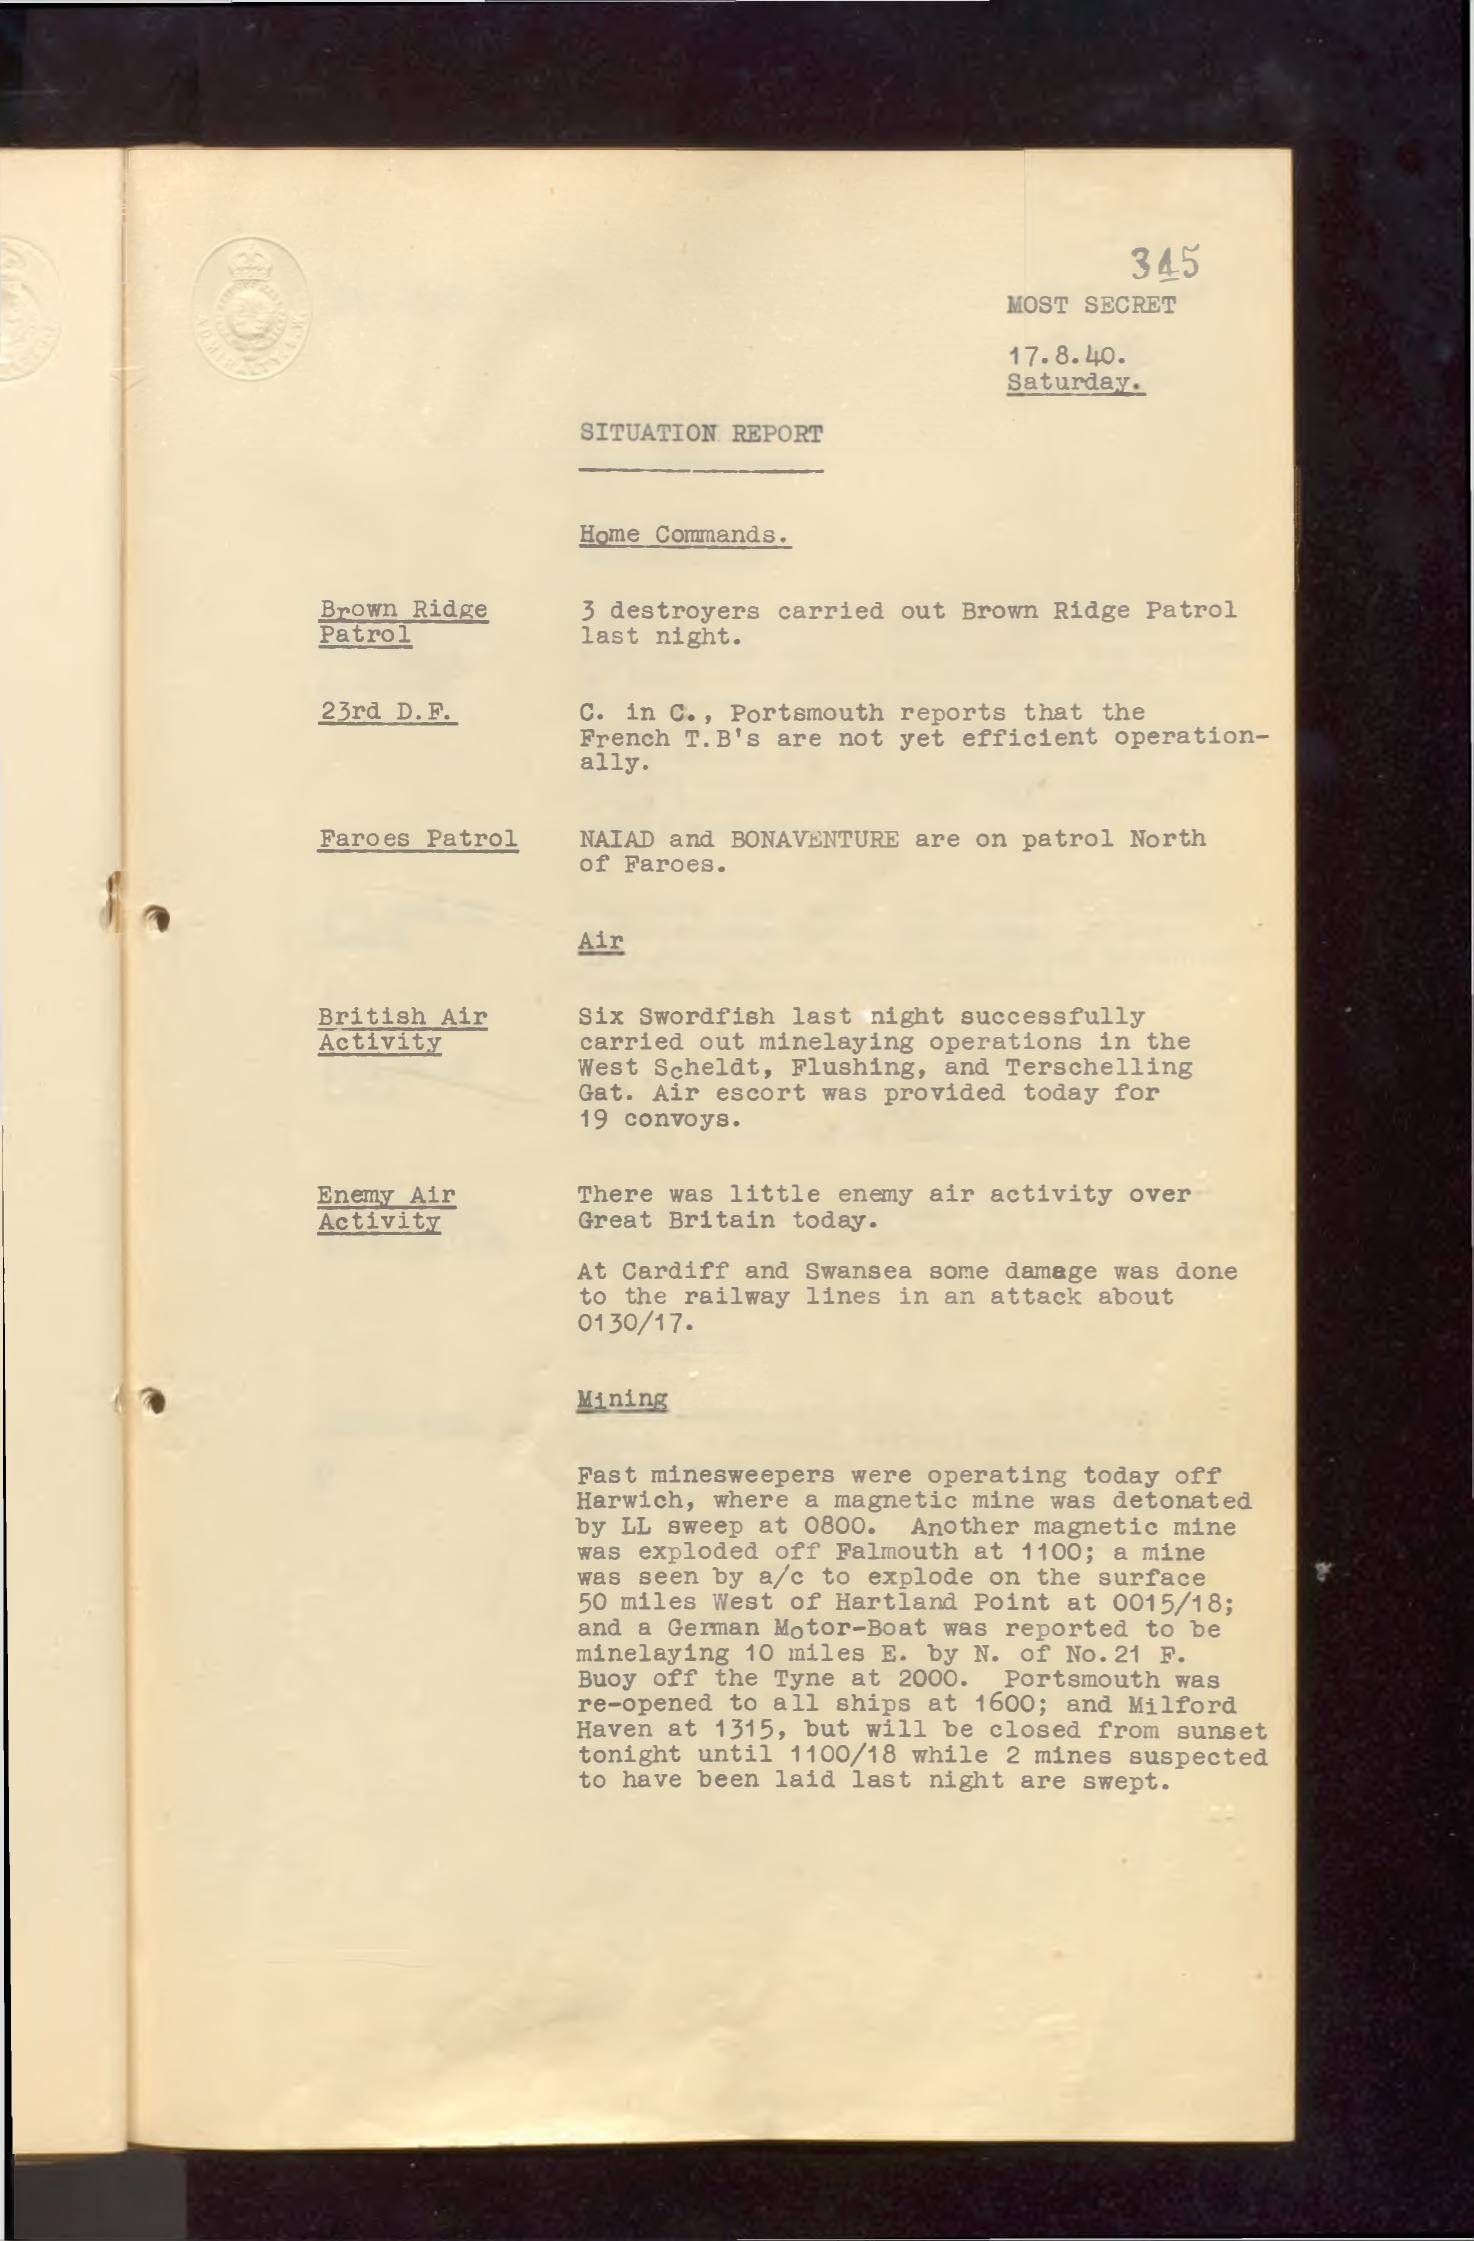 345
MOST SECRET
17.8.40.
Saturday.
SITUATION REPORT
Home Commands.
Brown Ridge
Patrol
3 destroyers carried out Brown Ridge Patrol
last night.
23rd D.F.
C. in C., Portsmouth reports that the
French T.B's are not yet efficient operation-
ally.
Faroes Patrol
NAIAD and BONAVENTURE are on patrol North
of Faroes.
Air
British Air
Activity
Six Swordfish last night successfully
carried out minelaying operations in the
West Scheldt, Flushing, and Terschelling
Gat. Air escort was provided today for
19 convoys.
Enemy Air
Activity
There was little enemy air activity over
Great Britain today.
At Cardiff and Swansea some damage was done
to the railway lines in an attack about
0130/17.
Mining
Fast minesweepers were operating today off
Harwich, where a magnetic mine was detonated
by LL sweep at 0800. Another magnetic mine
was exploded off Falmouth at 1100; a mine
was seen by a/c to explode on the surface
50 miles West of Hartland Point at 0015/18;
and a German Motor-Boat was reported to be
minelaying 10 miles E. by N. of No.21 F.
Buoy off the Tyne at 2000. Portsmouth was
re-opened to all ships at 1600; and Milford
Haven at 1315, but will be closed from sunset
tonight until 1100/18 while 2 mines suspected
to have been laid last night are swept.